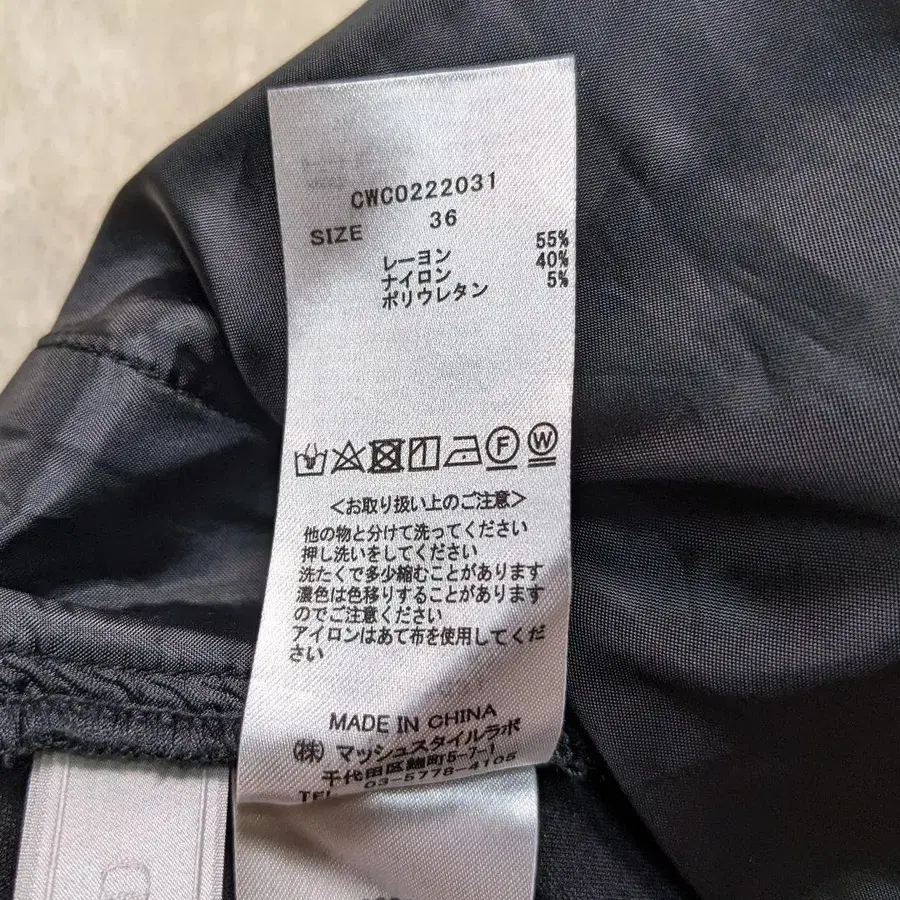 CWC0222031
SIZE 36
レーヨン 55%
ナイロン 40%
ポリウレタン 5%
F W
<お取り扱い上のご注意>
他の物と分けて洗ってください
押し洗いをしてください
洗たくで多少縮むことがあります
濃色は色移りすることがあります
のでご注意ください
アイロンはあて布を使用してくだ
さい
MADE IN CHINA
(株) マッシュスタイルラボ
千代田区麹町5-7-1
TEL 03-5778-4105